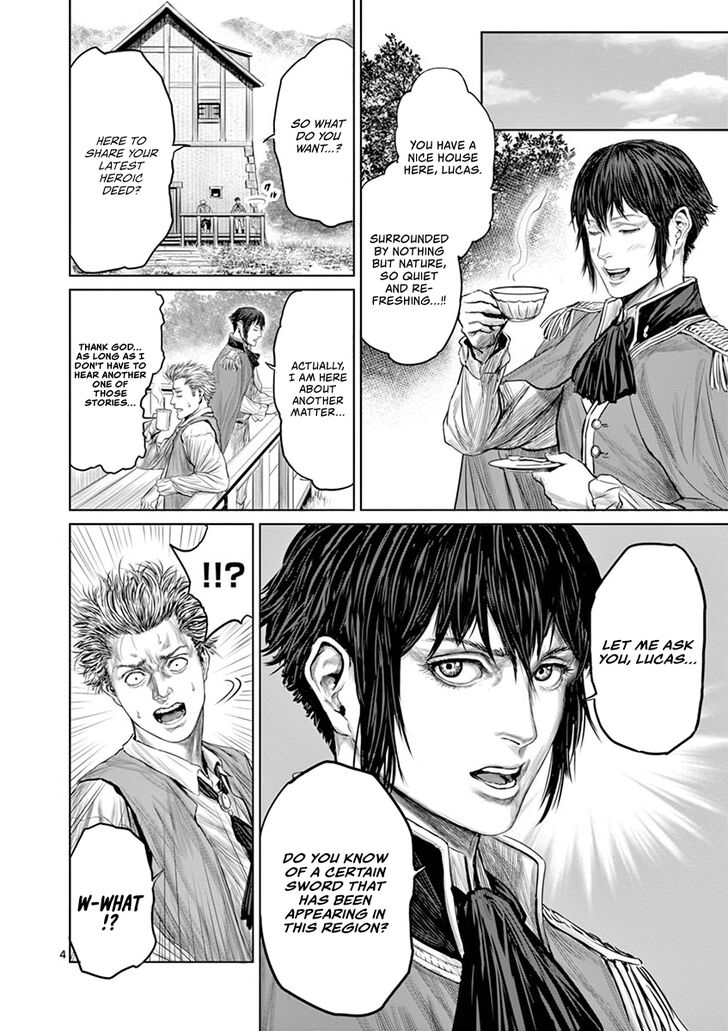 YOU HAVE A
NICE HOUSE
HERE, LUCAS.
SURROUNDED
BY NOTHING
BUT NATURE,
SO QUIET
AND RE-
FRESHING...!!
SO WHAT
DO YOU
WANT...?
HERE TO
SHARE YOUR
LATEST
HEROIC
DEED?
ACTUALLY,
I AM HERE
ABOUT
ANOTHER
MATTER...
THANK GOD...
AS LONG AS I
DON'T HAVE TO
HEAR ANOTHER
ONE OF
THOSE
STORIES...
LET ME ASK
YOU, LUCAS...
DO YOU KNOW
OF A CERTAIN
SWORD THAT
HAS BEEN
APPEARING IN
THIS REGION?
!!?
W-WHAT
!?
4